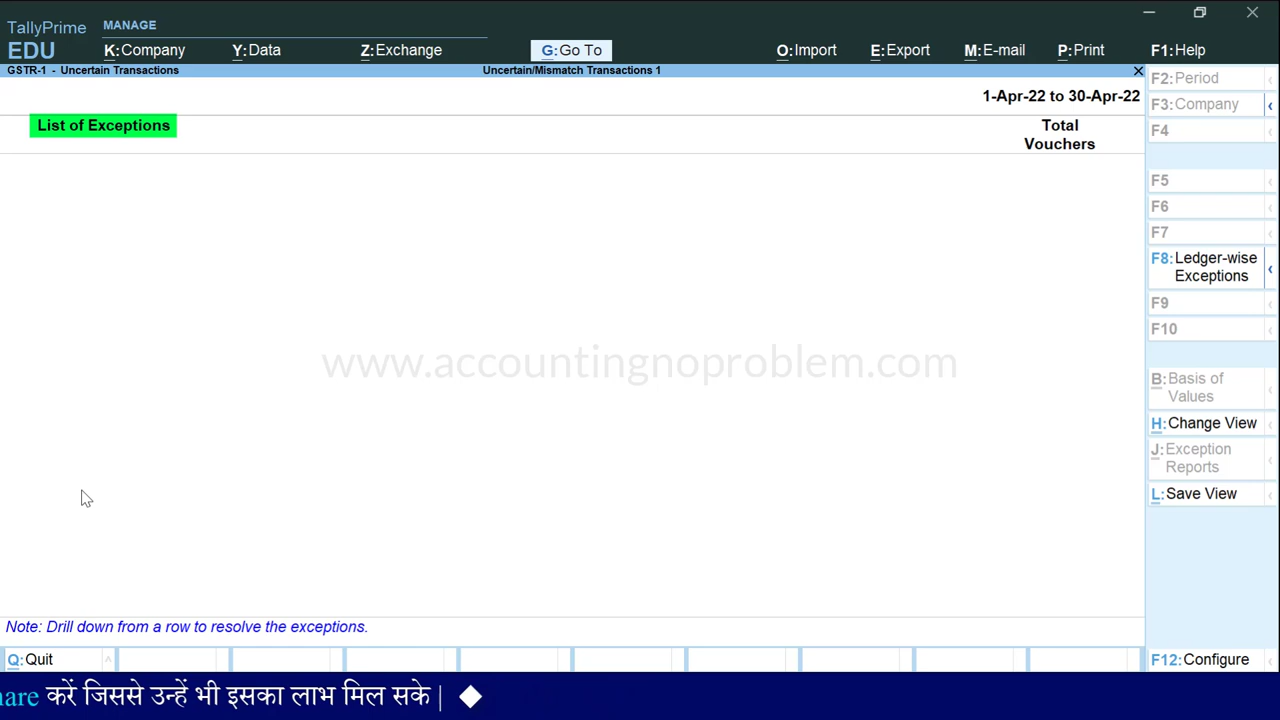 TallyPrime
EDU
MANAGE
K:Company
Y:Data
Z:Exchange
G:Go To
O:Import
E:Export
M:E-mail
P:Print
F1:Help
GSTR-1 - Uncertain Transactions
Uncertain/Mismatch Transactions 1
1-Apr-22 to 30-Apr-22
List of Exceptions
Total
Vouchers
www.accountingnoproblem.com
Note: Drill down from a row to resolve the exceptions.
F2:Period
F3:Company
F4
F5
F6
F7
F8:Ledger-wise
Exceptions
F9
F10
B:Basis of
Values
H:Change View
J:Exception
Reports
L:Save View
Q:Quit
F12:Configure
hare करें जिससे उन्हें भी इसका लाभ मिल सके |